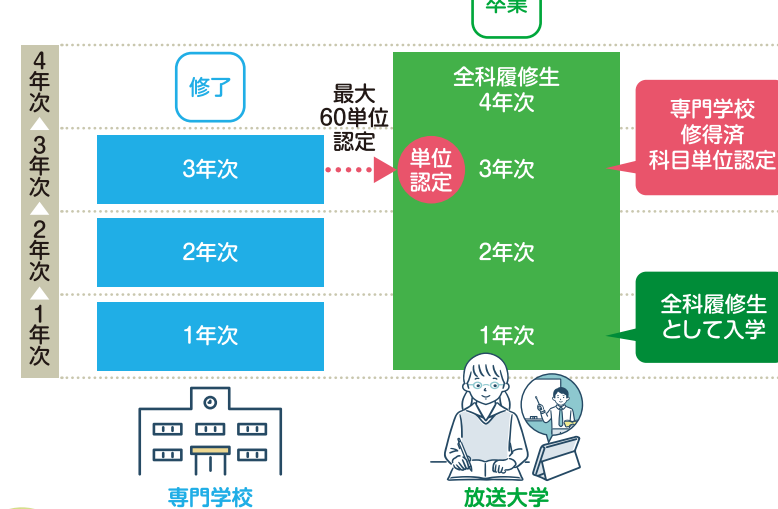 卒業
4年次
3年次
2年次
1年次
修了
3年次
2年次
1年次
専門学校
最大
60単位
認定
単位
認定
全科履修生
4年次
3年次
2年次
1年次
放送大学
専門学校
修得済
科目単位認定
全科履修生
として入学